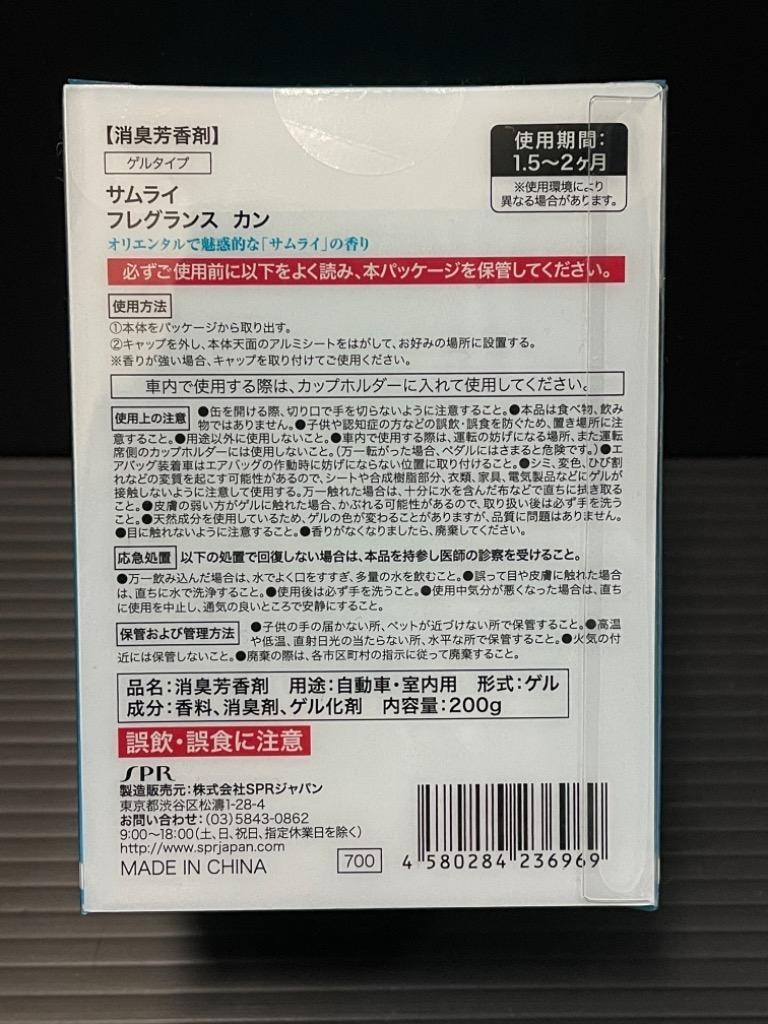 【消臭芳香剤】
ゲルタイプ
使用期間:
1.5〜2ヶ月
※使用環境により
異なる場合があります。
サムライ
フレグランス カン
オリエンタルで魅惑的な「サムライ」の香り
必ずご使用前に以下をよく読み、本パッケージを保管してください。
使用方法
①本体をパッケージから取り出す。
②キャップを外し、本体天面のアルミシートをはがして、お好みの場所に設置する。
※香りが強い場合、キャップを取り付けてご使用ください。
車内で使用する際は、カップホルダーに入れて使用してください。
使用上の注意 ●缶を開ける際、切り口で手を切らないように注意すること。●本品は食べ物、飲み
物ではありません。●子供や認知症の方などの誤飲・誤食を防ぐため、置き場所に注
意すること。●用途以外に使用しないこと。●車内で使用する際は、運転の妨げになる場所、また運転
席側のカップホルダーには使用しないこと。(万一転がった場合、ペダルにはさまると危険です。)●エ
アバッグ装着車はエアバッグの作動時に妨げにならない位置に取り付けること。●シミ、変色、ひび割
れなどの変質を起こす可能性があるので、シートや合成樹脂部分、衣類、家具、電気製品などにゲルが
接触しないように注意して使用する。万一触れた場合は、十分に水を含んだ布などで直ちに拭き取る
こと。●皮膚の弱い方がゲルに触れた場合、かぶれる可能性があるので、取り扱い後は必ず手を洗う
こと。●天然成分を使用しているため、ゲルの色が変わることがありますが、品質に問題はありません。
●目に触れないように注意すること。●香りがなくなりましたら、廃棄してください。
応急処置 以下の処置で回復しない場合は、本品を持参し医師の診察を受けること。
●万一飲み込んだ場合は、水でよく口をすすぎ、多量の水を飲むこと。●誤って目や皮膚に触れた場合
は、直ちに水で洗浄すること。●使用後は必ず手を洗うこと。●使用中気分が悪くなった場合は、直ち
に使用を中止し、通気の良いところで安静にすること。
保管および管理方法 ●子供の手の届かない所、ペットが近づけない所で保管すること。●高温
や低温、直射日光の当たらない所、水平な所で保管すること。●火気の付
近には保管しないこと。●廃棄の際は、各市区町村の指示に従って廃棄すること。
品名:消臭芳香剤 用途:自動車・室内用 形式:ゲル
成分:香料、消臭剤、ゲル化剤 内容量:200g
誤飲・誤食に注意
SPR
製造販売元:株式会社SPRジャパン
東京都渋谷区松濤1-28-4
お問い合わせ:(03)5843-0862
9:00〜18:00(土、日、祝日、指定休業日を除く)
http://www.sprjapan.com
MADE IN CHINA
700
4 580284 236969